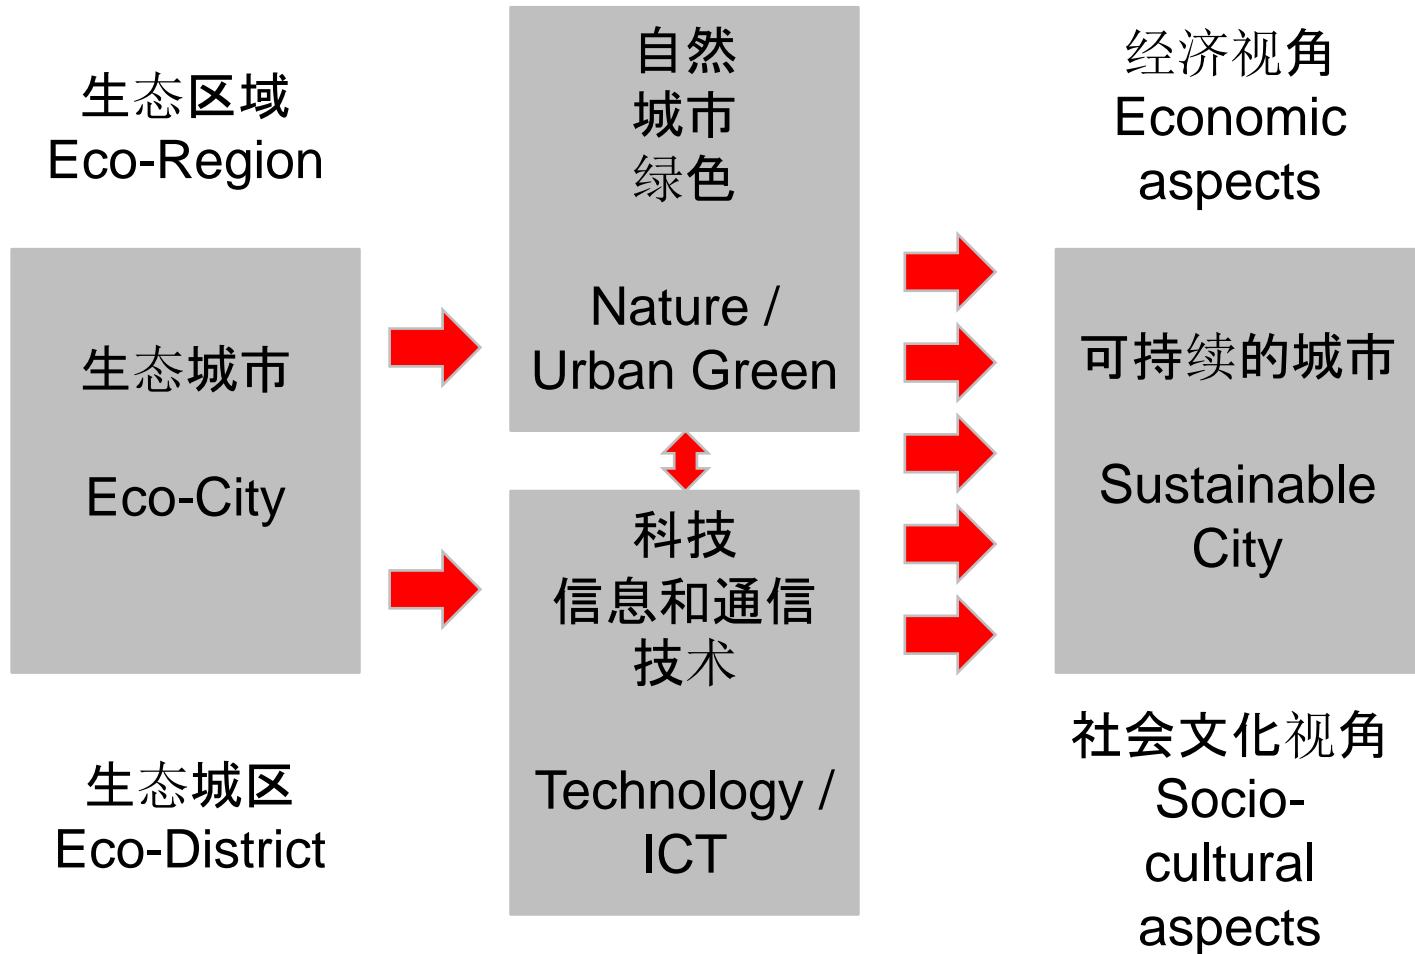 生态区域
Eco-Region
生态城市
Eco-City
生态城区
Eco-District
自然
城市
绿色
Nature /
Urban Green
科技
信息和通信
技术
Technology /
ICT
经济视角
Economic
aspects
可持续的城市
Sustainable
City
社会文化视角
Socio-
cultural
aspects